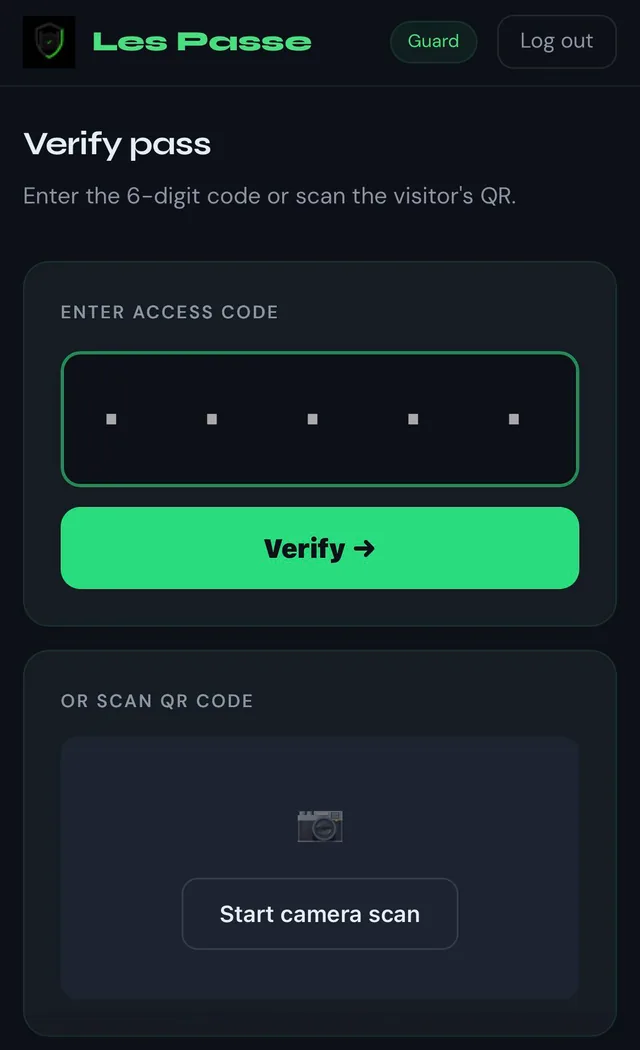 Les Passe
Guard
Log out
Verify pass
Enter the 6-digit code or scan the visitor's QR.
ENTER ACCESS CODE
Verify →
OR SCAN QR CODE
Start camera scan